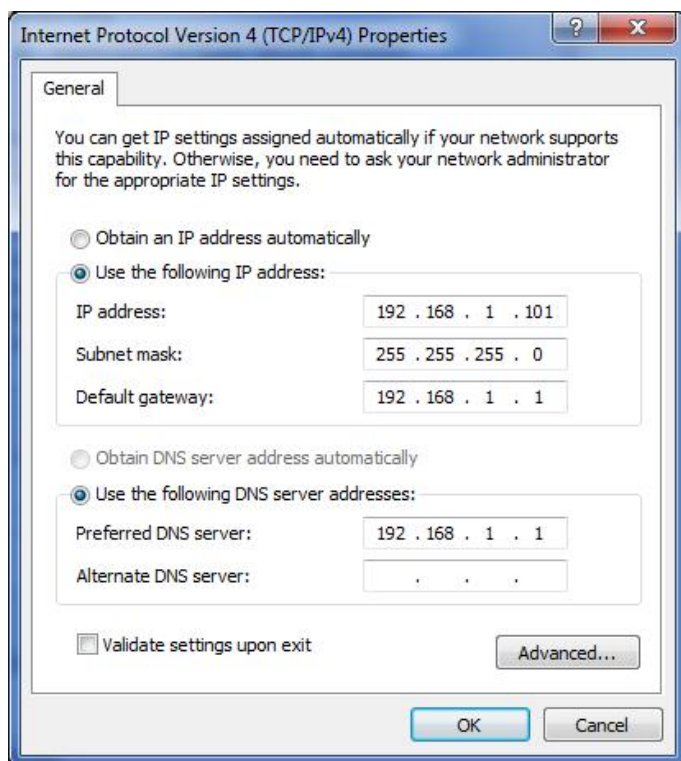 Internet Protocol Version 4 (TCP/IPv4) Properties
General
You can get IP settings assigned automatically if your network supports
this capability. Otherwise, you need to ask your network administrator
for the appropriate IP settings.
Obtain an IP address automatically
Use the following IP address:
IP address: 192 . 168 . 1 . 101
Subnet mask: 255 . 255 . 255 . 0
Default gateway: 192 . 168 . 1 . 1
Obtain DNS server address automatically
Use the following DNS server addresses:
Preferred DNS server: 192 . 168 . 1 . 1
Alternate DNS server: . . .
Validate settings upon exit
Advanced...
OK Cancel